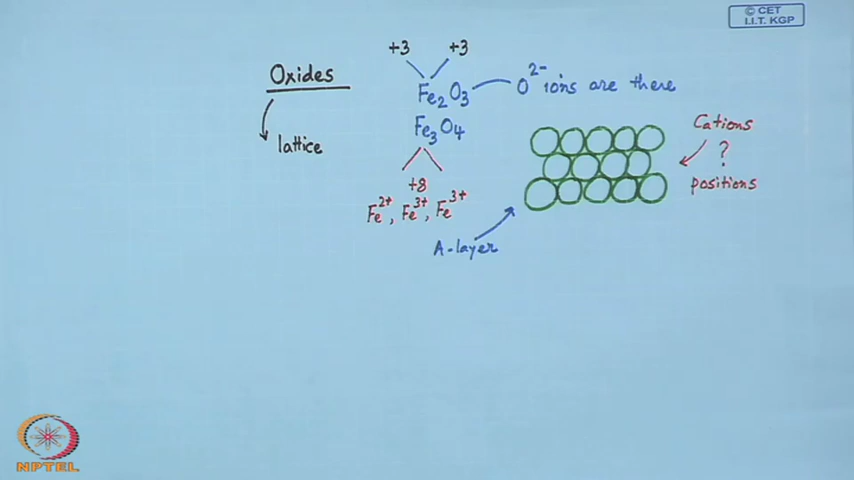 © CET
I.I.T. KGP
+3 +3
Oxides
Fe2O3
O2- ions are there
Fe3O4
lattice
Cations
?
positions
+8
Fe2+, Fe3+, Fe3+
A-layer
NPTEL